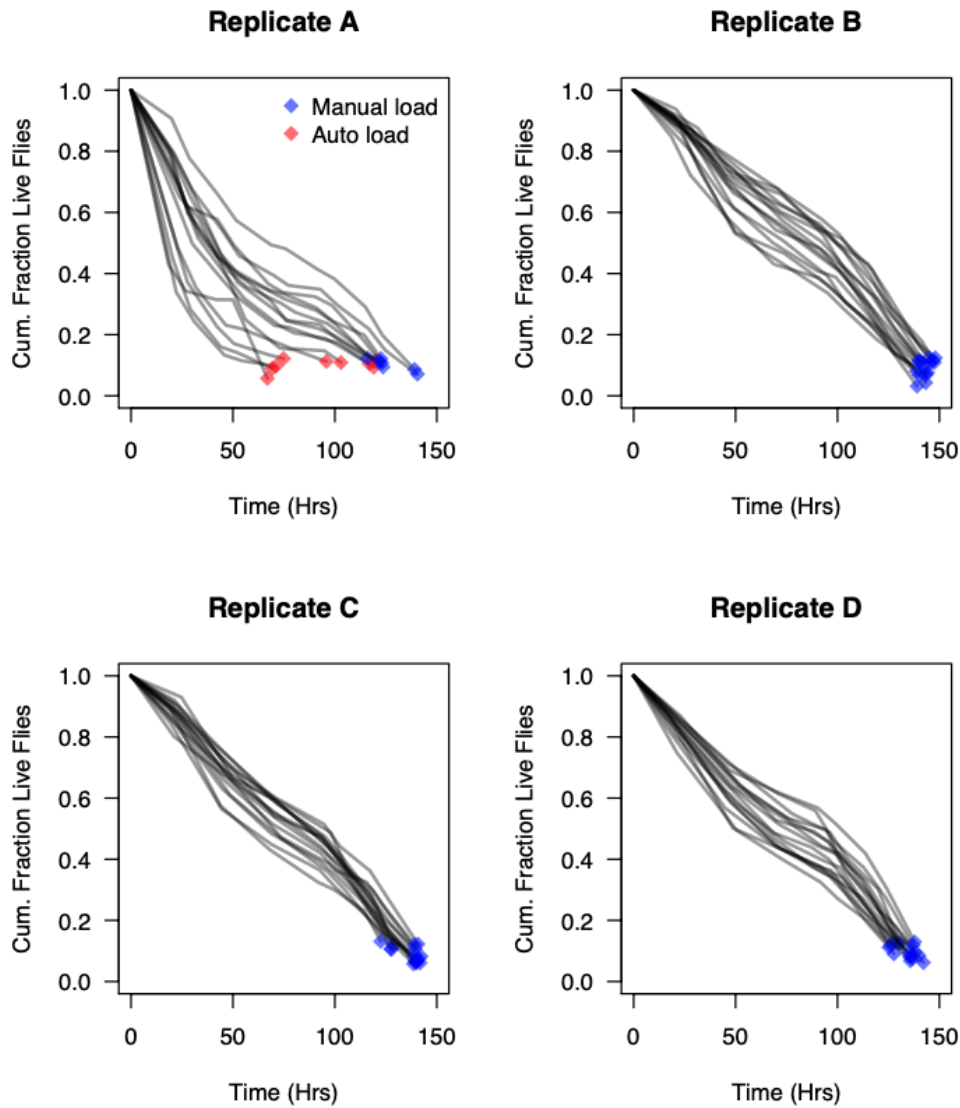 Replicate A
Cum. Fraction Live Flies
1.0
0.8
0.6
0.4
0.2
0.0
Manual load
Auto load
0 50 100 150
Time (Hrs)
Replicate B
Cum. Fraction Live Flies
1.0
0.8
0.6
0.4
0.2
0.0
0 50 100 150
Time (Hrs)
Replicate C
Cum. Fraction Live Flies
1.0
0.8
0.6
0.4
0.2
0.0
0 50 100 150
Time (Hrs)
Replicate D
Cum. Fraction Live Flies
1.0
0.8
0.6
0.4
0.2
0.0
0 50 100 150
Time (Hrs)